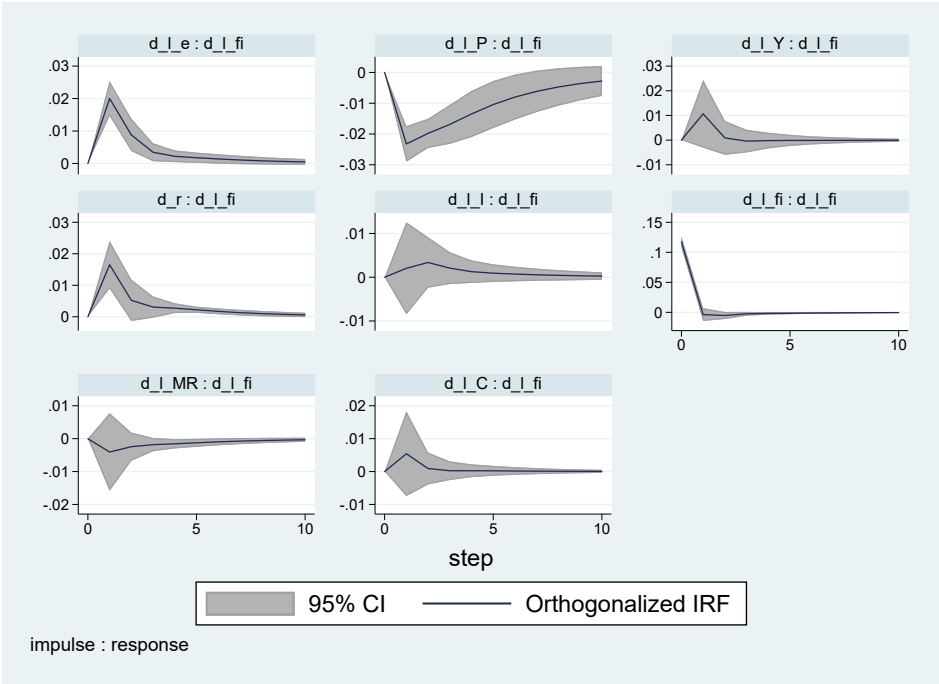 d_l_e : d_l_fi
.03
.02
.01
0
d_l_P : d_l_fi
0
-.01
-.02
-.03
d_l_Y : d_l_fi
.03
.02
.01
0
-.01
d_r : d_l_fi
.03
.02
.01
0
d_l_I : d_l_fi
.01
0
-.01
d_l_fi : d_l_fi
.15
.1
.05
0
0 5 10
d_l_MR : d_l_fi
.01
0
-.01
-.02
0 5 10
d_l_C : d_l_fi
.02
.01
0
-.01
0 5 10
step
95% CI Orthogonalized IRF
impulse : response